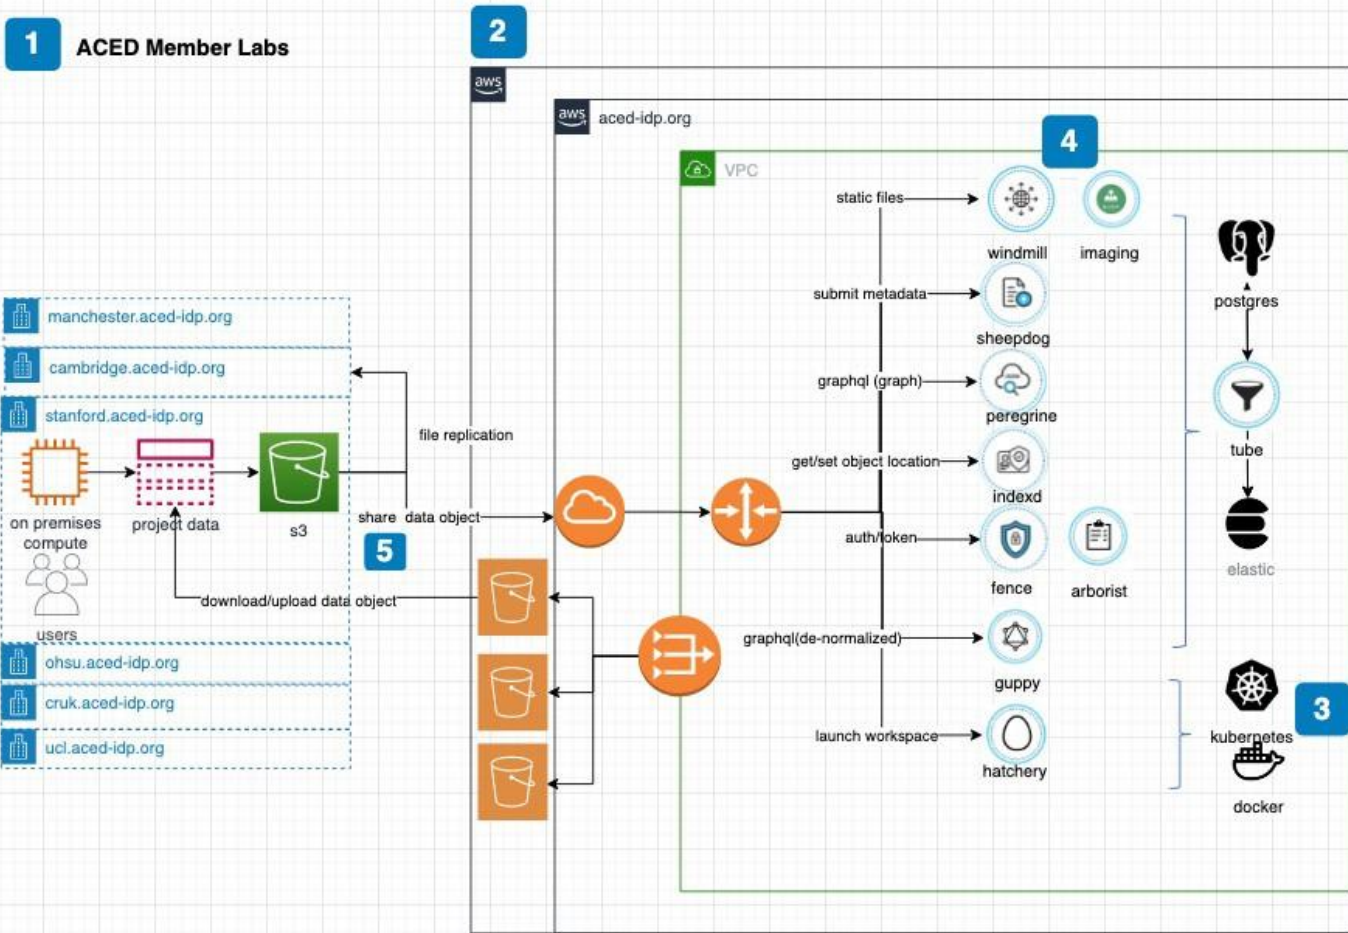 1
ACED Member Labs
2
aws
aws
aced-idp.org
4
VPC
static files
windmill
imaging
submit metadata
sheepdog
postgres
manchester.aced-idp.org
cambridge.aced-idp.org
graphql (graph)
peregrine
stanford.aced-idp.org
file replication
tube
get/set object location
indexd
on premises
compute
project data
s3
share data object
5
auth/token
fence
arborist
elastic
download/upload data object
users
graphql(de-normalized)
guppy
ohsu.aced-idp.org
cruk.aced-idp.org
3
launch workspace
hatchery
kubernetes
ucl.aced-idp.org
docker